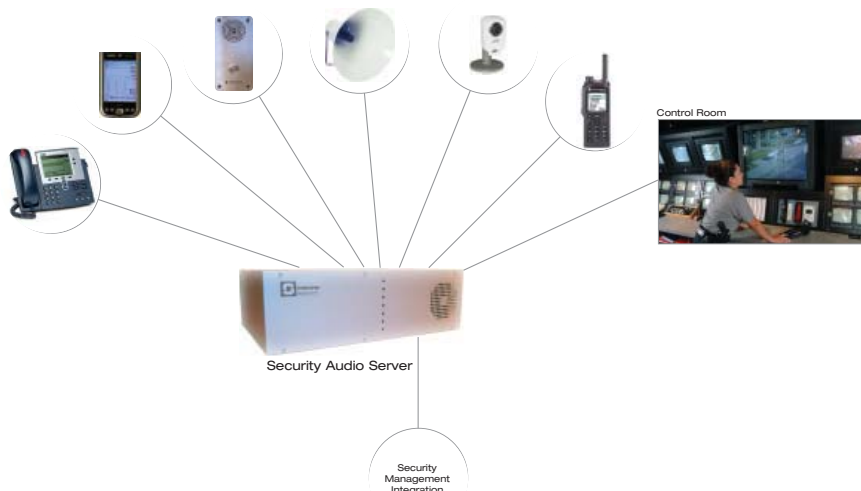 Control Room
Security Audio Server
Security
Management
Integration